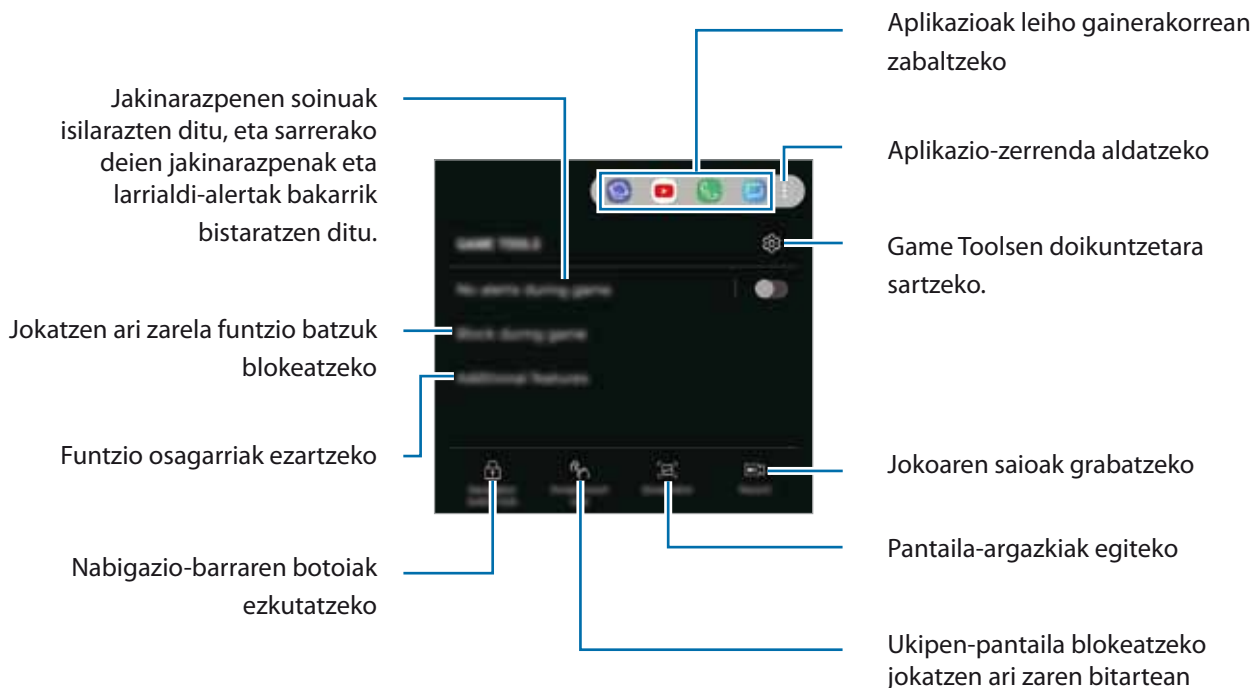 Aplikazioak leiho gainerakorrean
zabaltzeko
Jakinarazpenen soinuak
isilarazten ditu, eta sarrerako
deien jakinarazpenak eta
larrialdi-alertak bakarrik
bistaratzen ditu.
Aplikazio-zerrenda aldatzeko
GAME TOOLS
Game Toolsen doikuntzetara
sartzeko.
No alerts during game
Jokatzen ari zarela funtzio batzuk
blokeatzeko
Block during game
Additional features
Funtzio osagarriak ezartzeko
Jokoaren saioak grabatzeko
Nabigazio-barraren botoiak
ezkutatzeko
Pantaila-argazkiak egiteko
Ukipen-pantaila blokeatzeko
jokatzen ari zaren bitartean